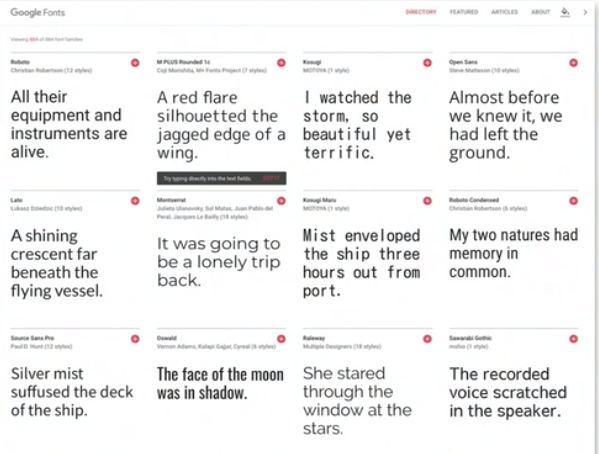 Google Fonts
DIRECTORY FEATURED ARTICLES ABOUT
Viewing 884 of 884 font families
Roboto
Christian Robertson (12 styles)
All their
equipment and
instruments are
alive.
M PLUS Rounded 1c
Coji Morishita, M+ Fonts Project (7 styles)
A red flare
silhouetted the
jagged edge of a
wing.
Try typing directly into the text fields. GOT IT
Kosugi
MOTOYA (1 style)
I watched the
storm, so
beautiful yet
terrific.
Open Sans
Steve Matteson (10 styles)
Almost before
we knew it, we
had left the
ground.
Lato
Łukasz Dziedzic (10 styles)
A shining
crescent far
beneath the
flying vessel.
Montserrat
Julieta Ulanovsky, Sol Matas, Juan Pablo del
Peral, Jacques Le Bailly (18 styles)
It was going to
be a lonely trip
back.
Kosugi Maru
MOTOYA (1 style)
Mist enveloped
the ship three
hours out from
port.
Roboto Condensed
Christian Robertson (6 styles)
My two natures had
memory in
common.
Source Sans Pro
Paul D. Hunt (12 styles)
Silver mist
suffused the deck
of the ship.
Oswald
Vernon Adams, Kalapi Gajjar, Cyreal (6 styles)
The face of the moon
was in shadow.
Raleway
Multiple Designers (18 styles)
She stared
through the
window at the
stars.
Sawarabi Gothic
mshio (1 style)
The recorded
voice scratched
in the speaker.